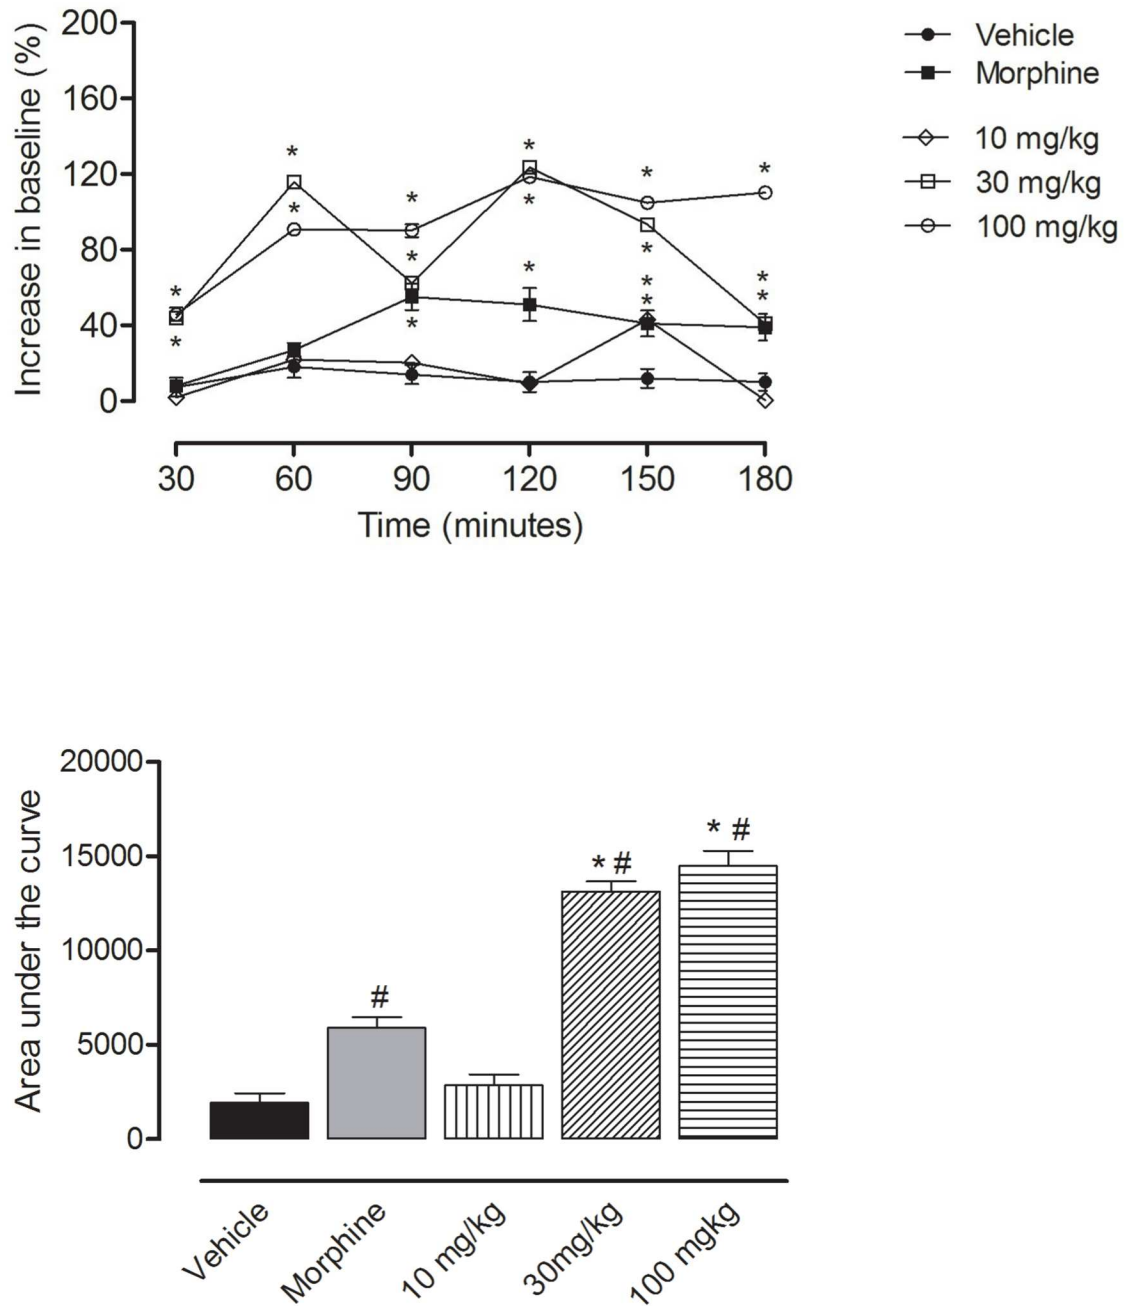 Increase in baseline (%)
200
160
120
80
40
0
* * * * * * * * * * * * * * * *
30 60 90 120 150 180
Time (minutes)
Vehicle
Morphine
10 mg/kg
30 mg/kg
100 mg/kg
Area under the curve
20000
15000
10000
5000
0
#
* #
* #
Vehicle
Morphine
10 mg/kg
30mg/kg
100 mgkg